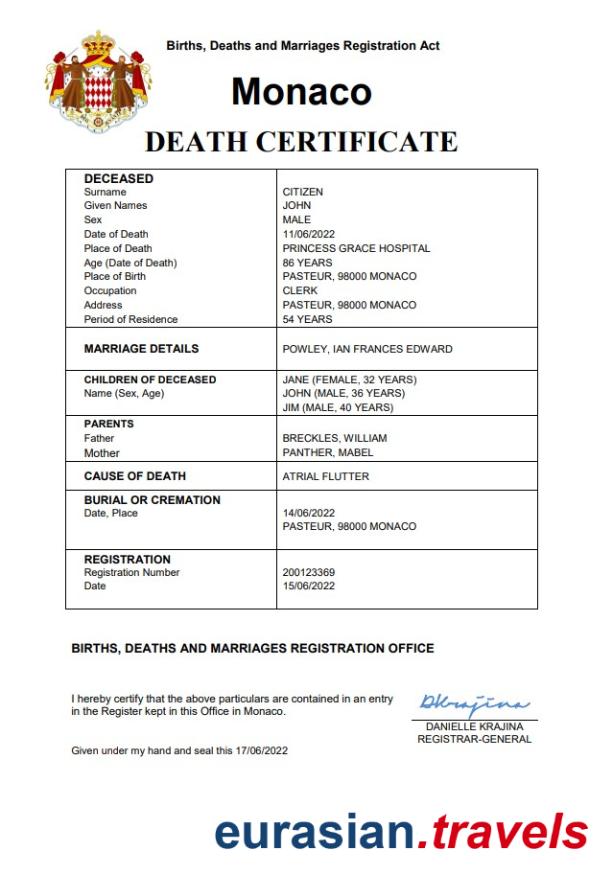 Births, Deaths and Marriages Registration Act
Monaco
DEATH CERTIFICATE
DECEASED
Surname CITIZEN
Given Names JOHN
Sex MALE
Date of Death 11/06/2022
Place of Death PRINCESS GRACE HOSPITAL
Age (Date of Death) 86 YEARS
Place of Birth PASTEUR, 98000 MONACO
Occupation CLERK
Address PASTEUR, 98000 MONACO
Period of Residence 54 YEARS
MARRIAGE DETAILS POWLEY, IAN FRANCES EDWARD
CHILDREN OF DECEASED JANE (FEMALE, 32 YEARS)
Name (Sex, Age) JOHN (MALE, 36 YEARS)
JIM (MALE, 40 YEARS)
PARENTS
Father BRECKLES, WILLIAM
Mother PANTHER, MABEL
CAUSE OF DEATH ATRIAL FLUTTER
BURIAL OR CREMATION
Date, Place 14/06/2022
PASTEUR, 98000 MONACO
REGISTRATION
Registration Number 200123369
Date 15/06/2022
BIRTHS, DEATHS AND MARRIAGES REGISTRATION OFFICE
I hereby certify that the above particulars are contained in an entry
in the Register kept in this Office in Monaco.
DKrajina
DANIELLE KRAJINA
REGISTRAR-GENERAL
Given under my hand and seal this 17/06/2022
eurasian.travels